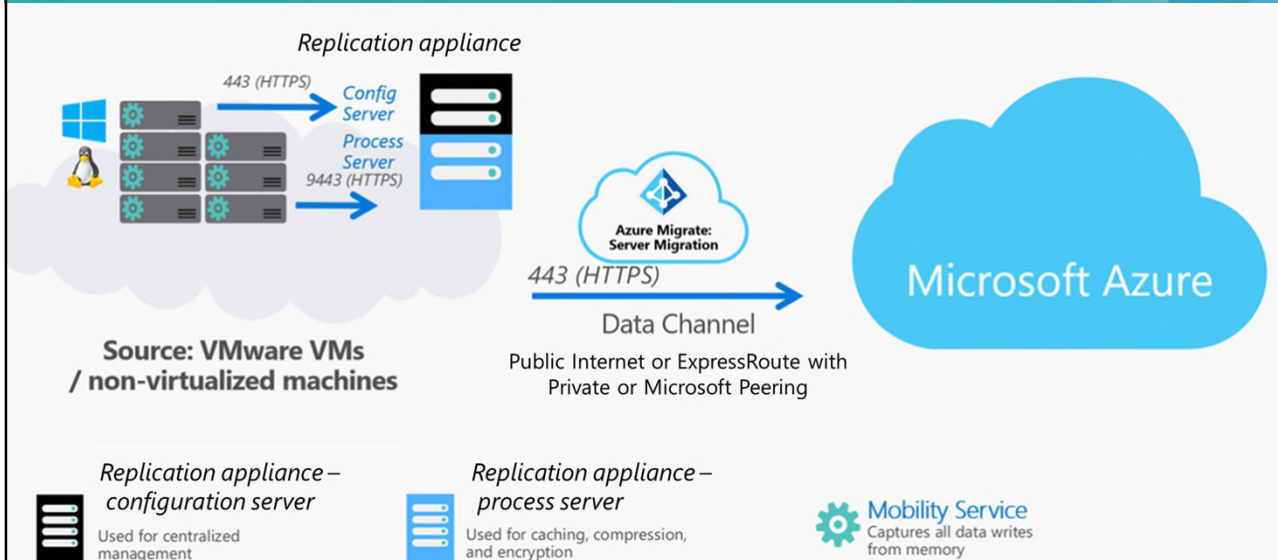 Replication appliance
443 (HTTPS)
Config
Server
Process
Server
9443 (HTTPS)
Azure Migrate:
Server Migration
443 (HTTPS)
Data Channel
Public Internet or ExpressRoute with
Private or Microsoft Peering
Microsoft Azure
Source: VMware VMs
/ non-virtualized machines
Replication appliance –
configuration server
Used for centralized
management
Replication appliance –
process server
Used for caching, compression,
and encryption
Mobility Service
Captures all data writes
from memory